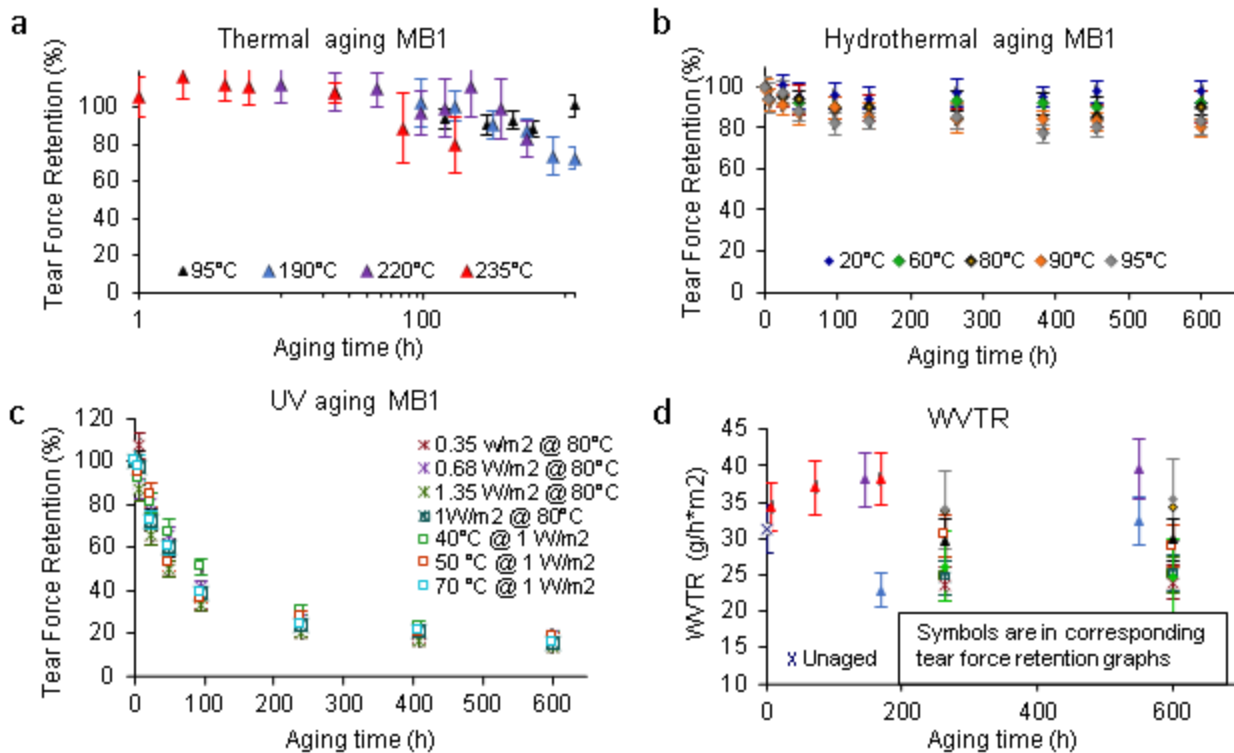 a
Thermal aging MB1
Tear Force Retention (%)
100
80
60
40
20
0
95°C
190°C
220°C
235°C
1
100
Aging time (h)
b
Hydrothermal aging MB1
Tear Force Retention (%)
100
80
60
40
20
0
20°C
60°C
80°C
90°C
95°C
0
100
200
300
400
500
600
Aging time (h)
c
UV aging MB1
Tear Force Retention (%)
120
100
80
60
40
20
0
0.35 w/m2 @ 80°C
0.68 W/m2 @ 80°C
1.35 W/m2 @ 80°C
1W/m2 @ 80°C
40°C @ 1 W/m2
50 °C @ 1 W/m2
70 °C @ 1 W/m2
0
100
200
300
400
500
600
Aging time (h)
d
WVTR
WVTR (g/h*m2)
45
40
35
30
25
20
15
10
Unaged
Symbols are in corresponding
tear force retention graphs
0
200
400
600
Aging time (h)